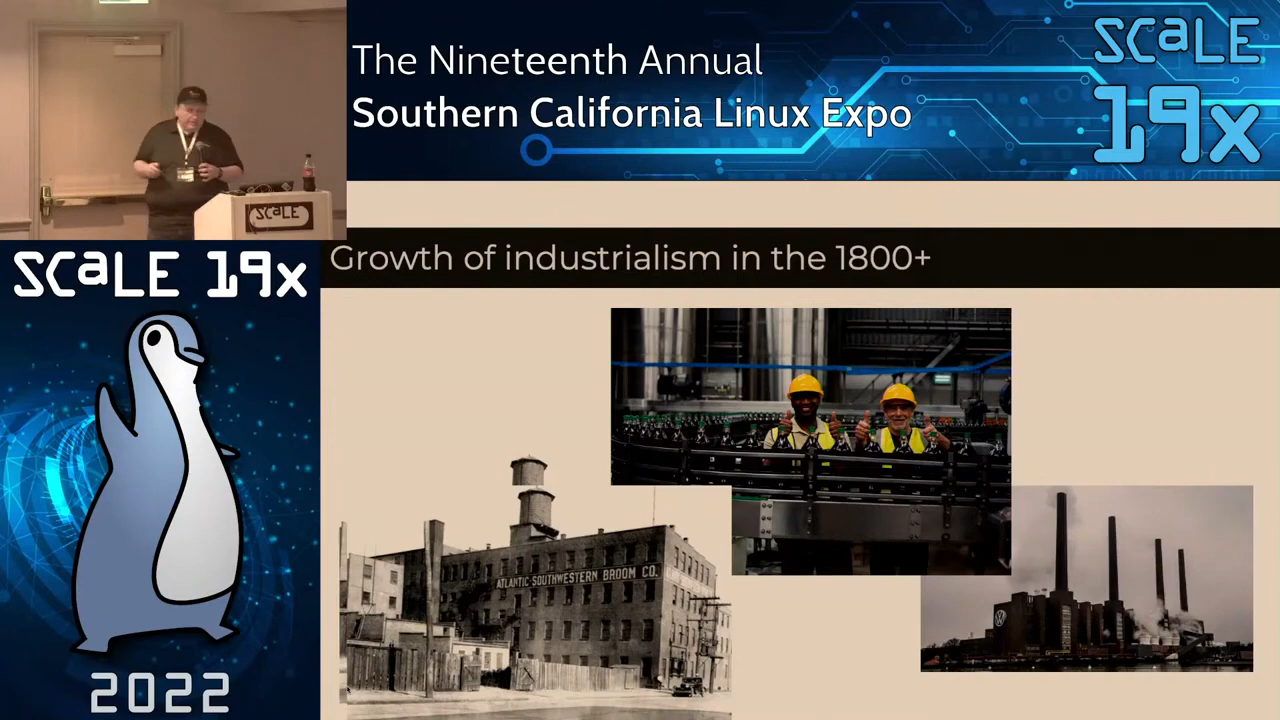 The Nineteenth Annual
Southern California Linux Expo
SCaLE
19x
SCaLE
SCaLE 19x
2022
Growth of industrialism in the 1800+
ATLANTIC-SOUTHWESTERN BROOM CO.
VW